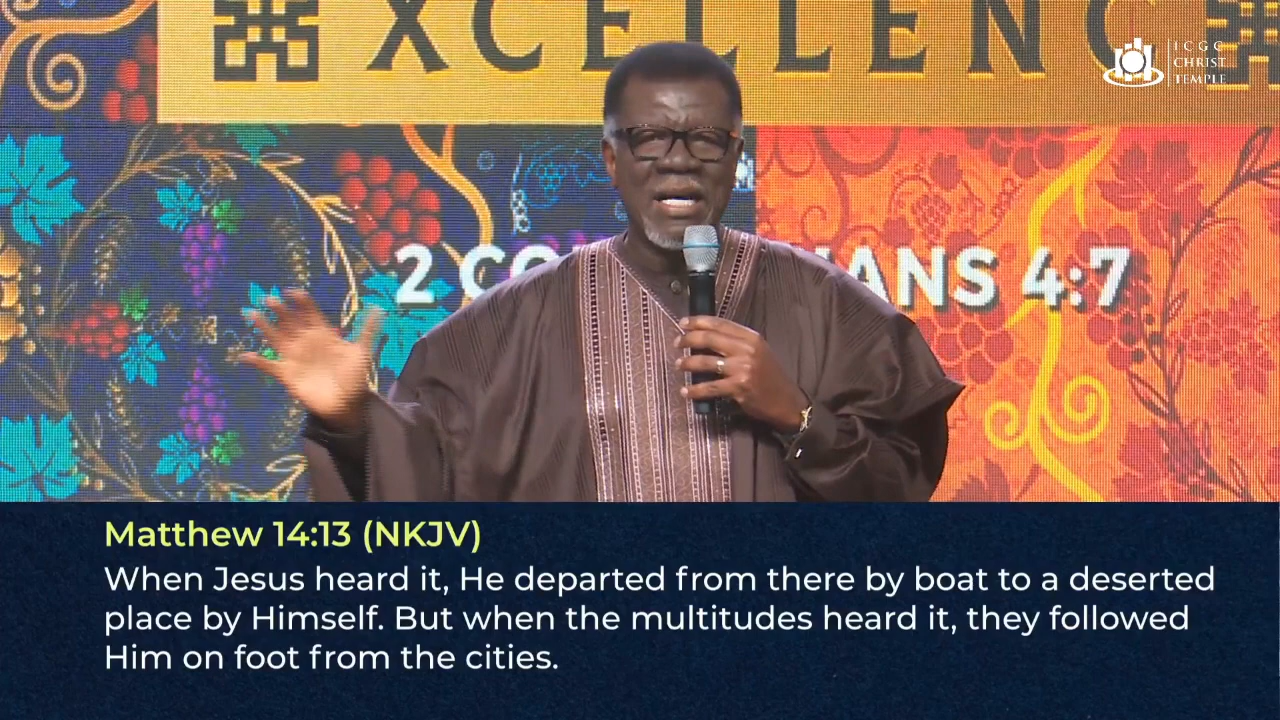 XCELLENC
ICGC
CHRIST
TEMPLE
2 CO ANS 4:7
Matthew 14:13 (NKJV)
When Jesus heard it, He departed from there by boat to a deserted
place by Himself. But when the multitudes heard it, they followed
Him on foot from the cities.